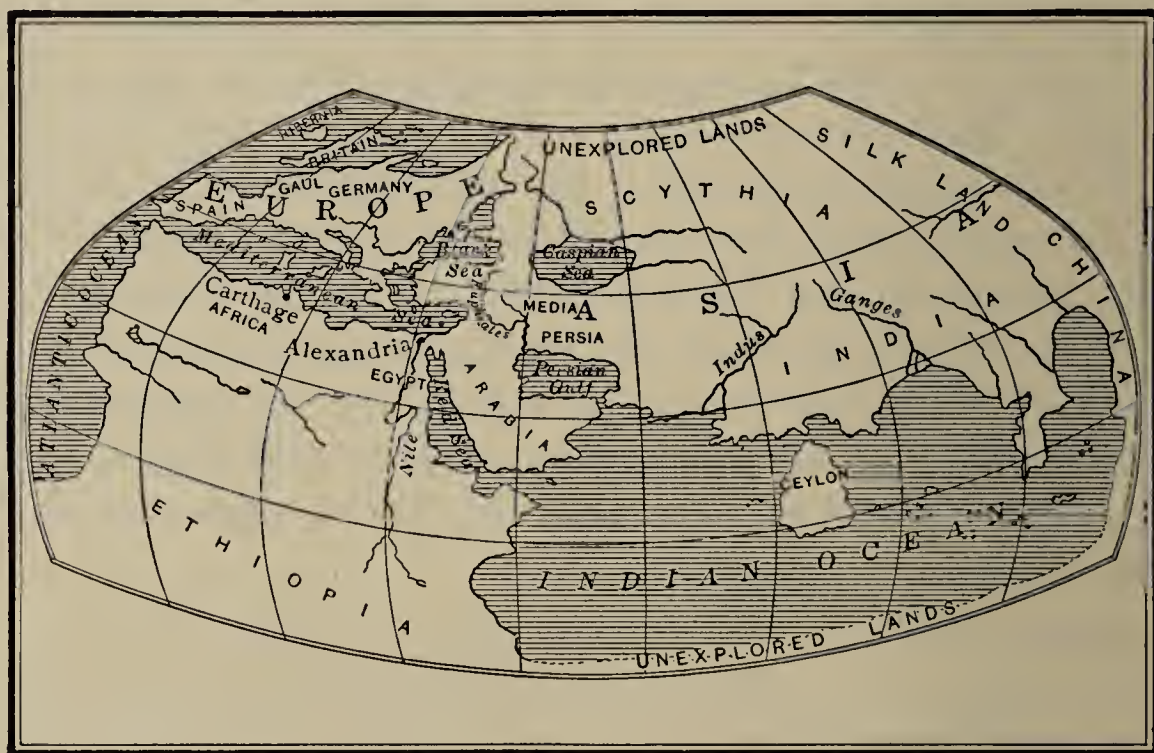 UNEXPLORED LANDS
SILK LAND
CHINA
HIBERNIA
BRITAIN
SCYTHIA
EUROPE
GAUL
GERMANY
SPAIN
ASIA
ATLANTIC OCEAN
Mediterranean Sea
Black Sea
Caspian Sea
Carthage
AFRICA
MEDIA
PERSIA
Ganges
Indus
INDIA
Alexandria
EGYPT
ARABIA
Persian Gulf
Red Sea
Nile
CEYLON
ETHIOPIA
INDIAN OCEAN
UNEXPLORED LANDS